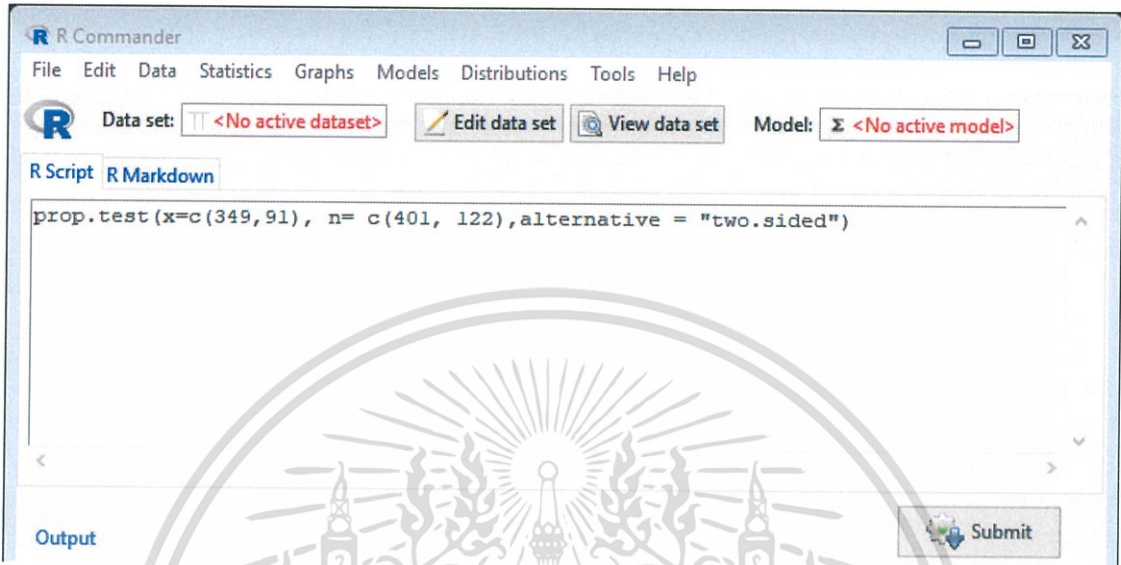 R R Commander
File Edit Data Statistics Graphs Models Distributions Tools Help
R Data set: <No active dataset> Edit data set View data set Model: Σ <No active model>
R Script R Markdown
prop.test(x=c(349,91), n= c(401, 122),alternative = "two.sided")
Output Submit